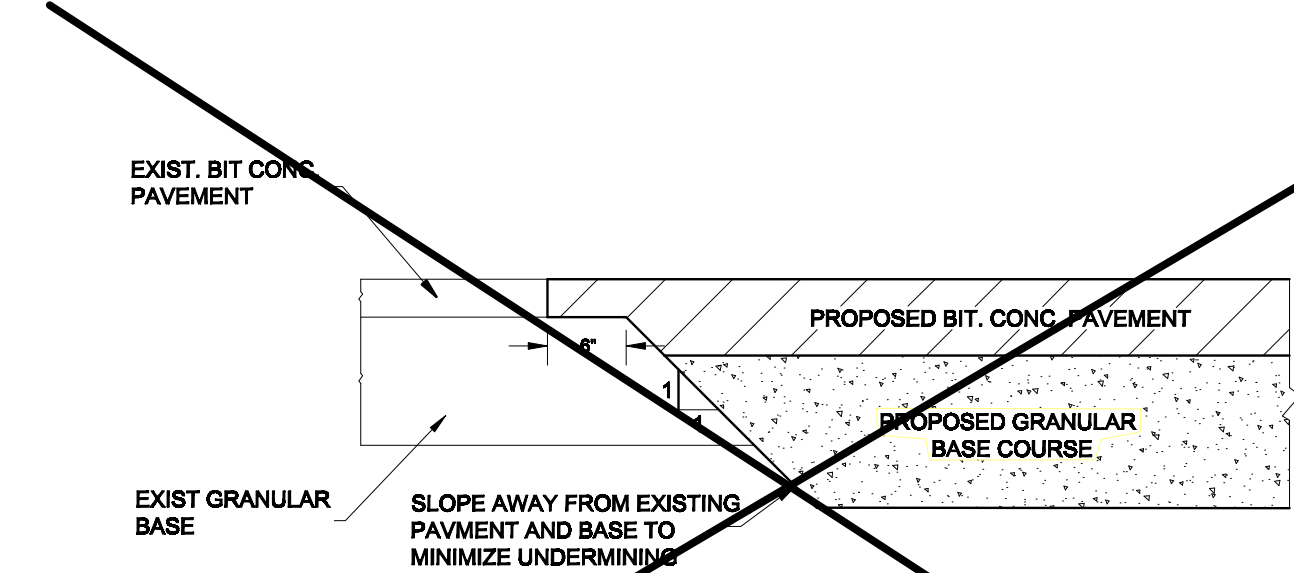 EXIST. BIT CONC.
PAVEMENT
6"
PROPOSED BIT. CONC. PAVEMENT
1
1
PROPOSED GRANULAR
BASE COURSE
EXIST GRANULAR
BASE
SLOPE AWAY FROM EXISTING
PAVMENT AND BASE TO
MINIMIZE UNDERMINING